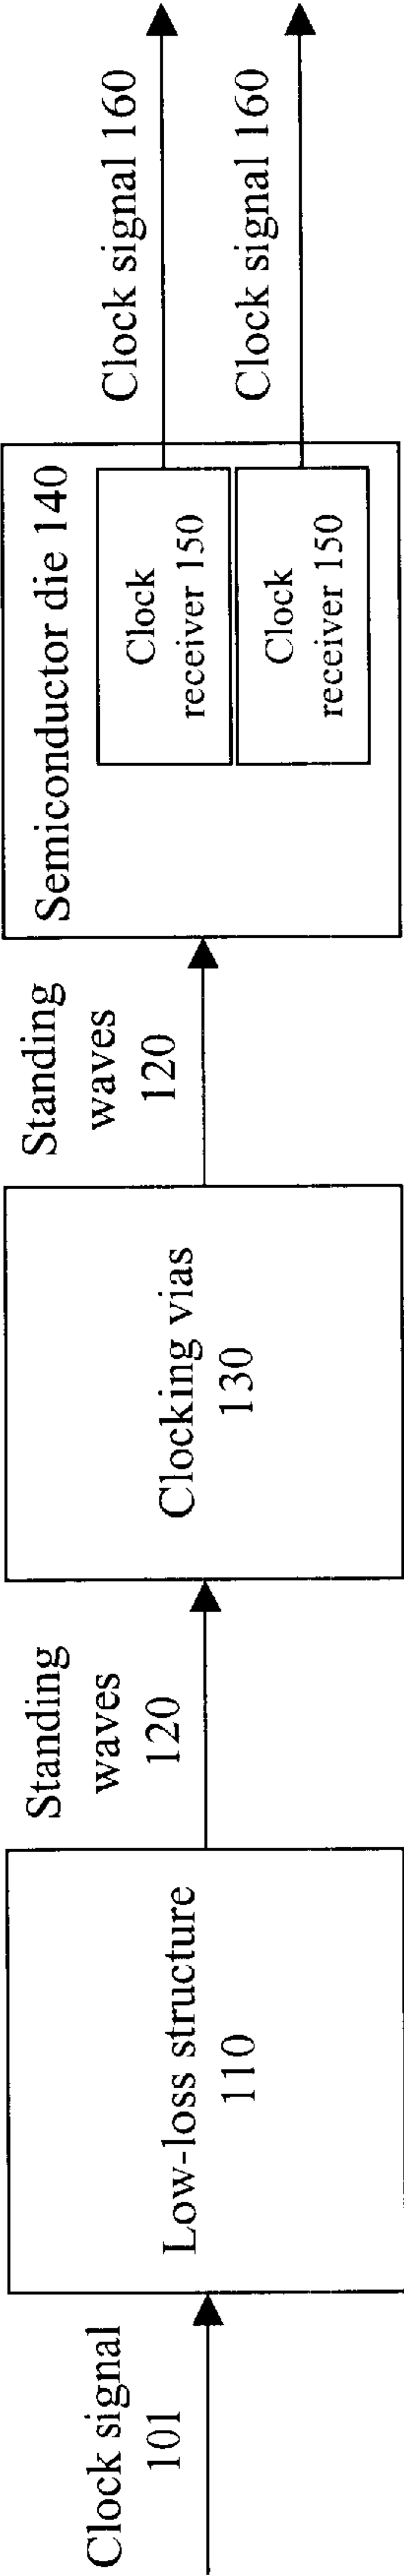 Clock signal
101
Low-loss structure
110
Standing
waves
120
Clocking vias
130
Standing
waves
120
Semiconductor die 140
Clock
receiver 150
Clock
receiver 150
Clock signal 160
Clock signal 160